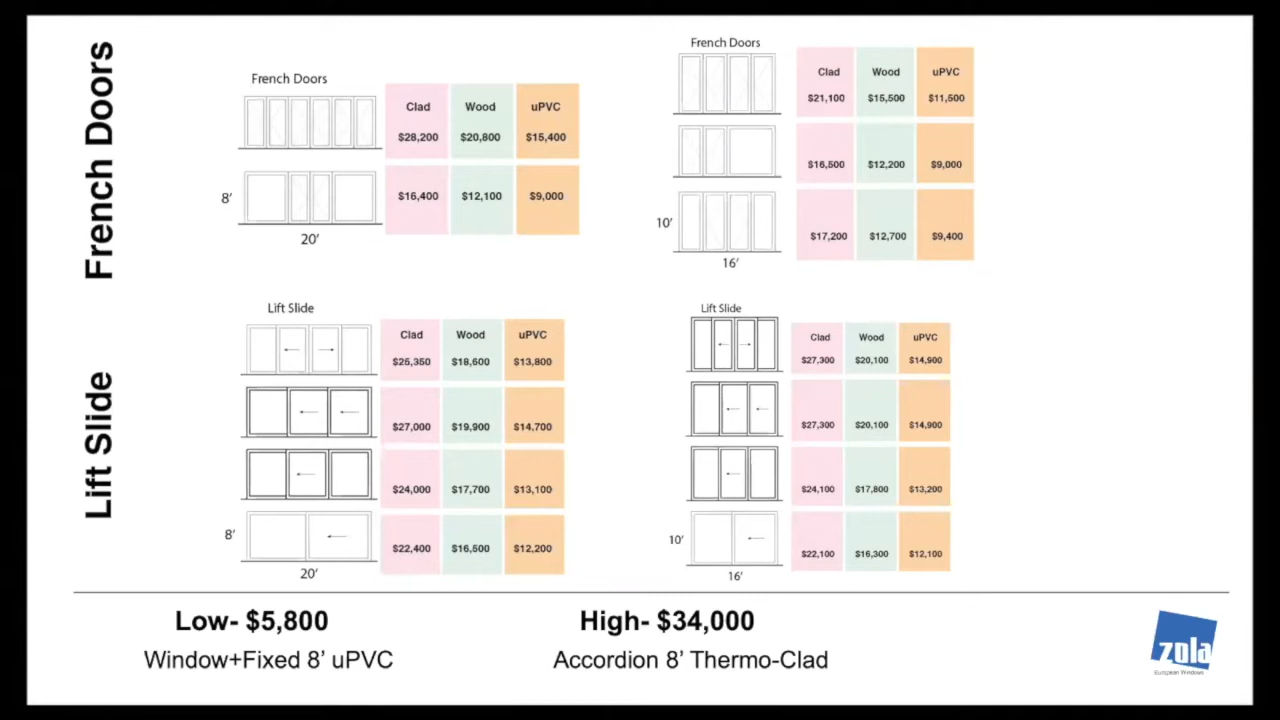 French Doors
French Doors
Clad Wood uPVC
$28,200 $20,800 $15,400
8’
$16,400 $12,100 $9,000
20’
French Doors
Clad Wood uPVC
$21,100 $15,500 $11,500
$16,500 $12,200 $9,000
10’
$17,200 $12,700 $9,400
16’
Lift Slide
Lift Slide
Clad Wood uPVC
$25,350 $18,600 $13,800
$27,000 $19,900 $14,700
$24,000 $17,700 $13,100
8’
$22,400 $16,500 $12,200
20’
Lift Slide
Clad Wood uPVC
$27,300 $20,100 $14,900
$27,300 $20,100 $14,900
$24,100 $17,800 $13,200
10’
$22,100 $16,300 $12,100
16’
Low- $5,800
Window+Fixed 8’ uPVC
High- $34,000
Accordion 8’ Thermo-Clad
zola
European Windows